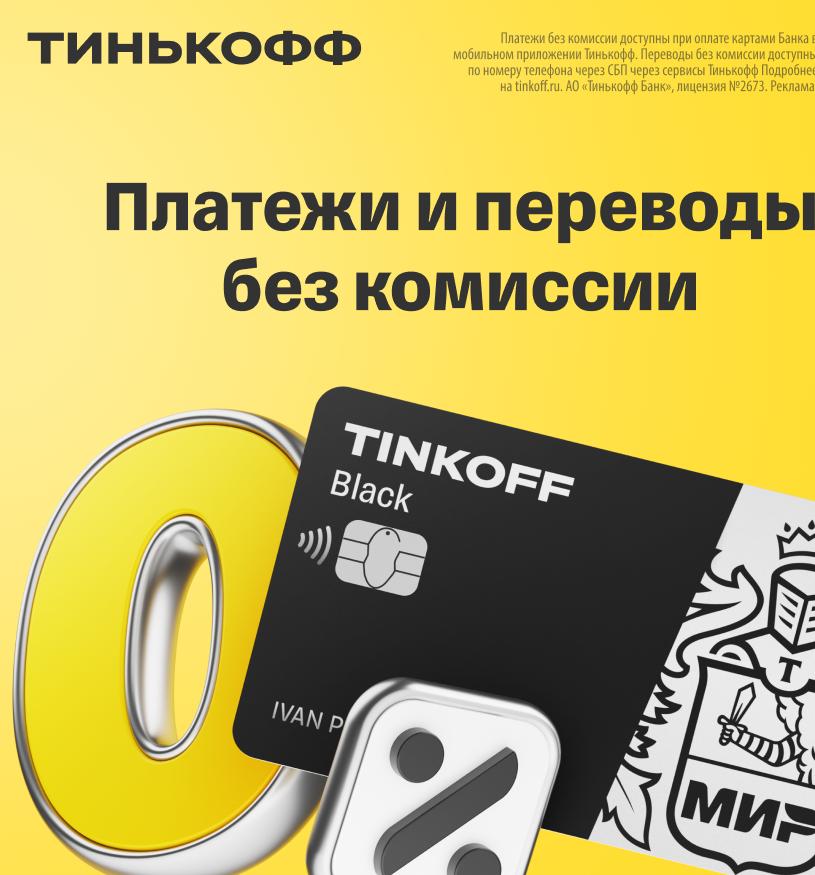 ТИНЬКОФФ
Платежи без комиссии доступны при оплате картами Банка в
мобильном приложении Тинькофф. Переводы без комиссии доступны
по номеру телефона через СБП через сервисы Тинькофф Подробнее
на tinkoff.ru. АО «Тинькофф Банк», лицензия №2673. Реклама
Платежи и переводы
без комиссии
TINKOFF
Black
IVAN P
T
МИР